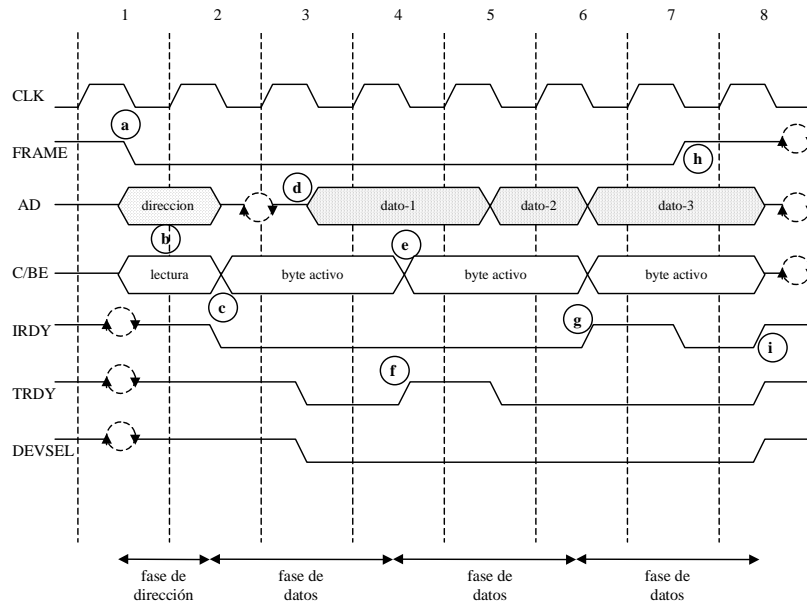 1 2 3 4 5 6 7 8
CLK
a
FRAME
h
AD
direccion
d
dato-1
dato-2
dato-3
b
e
C/BE
lectura
byte activo
byte activo
byte activo
c
g
IRDY
i
f
TRDY
DEVSEL
fase de
dirección
fase de
datos
fase de
datos
fase de
datos